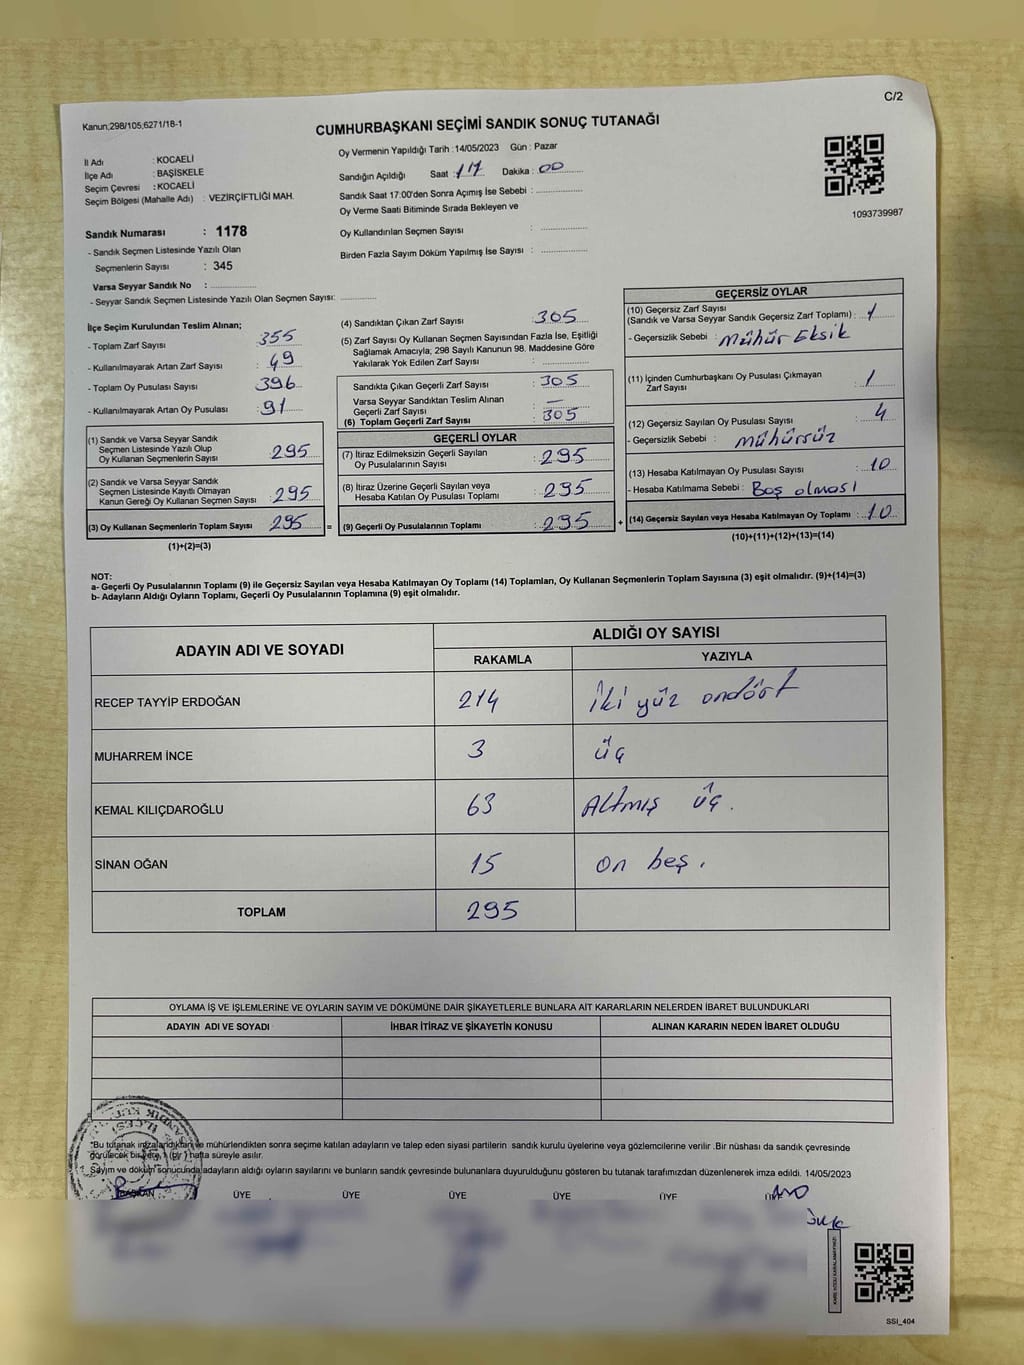 C/2
Kanun;298/105;6271/18-1
CUMHURBAŞKANI SEÇİMİ SANDIK SONUÇ TUTANAĞI
İl Adı : KOCAELİ
İlçe Adı : BAŞİSKELE
Seçim Çevresi : KOCAELİ
Seçim Bölgesi (Mahalle Adı) : VEZİRÇİFTLİĞİ MAH.
Sandık Numarası : 1178
- Sandık Seçmen Listesinde Yazılı Olan
Seçmenlerin Sayısı : 345
Varsa Seyyar Sandık No :
- Seyyar Sandık Seçmen Listesinde Yazılı Olan Seçmen Sayısı:
Oy Vermenin Yapıldığı Tarih :14/05/2023 Gün : Pazar
Sandığın Açıldığı Saat : 17 Dakika : 00
Sandık Saat 17:00'den Sonra Açımış İse Sebebi :
Oy Verme Saati Bitiminde Sırada Bekleyen ve
Oy Kullandırılan Seçmen Sayısı :
Birden Fazla Sayım Döküm Yapılmış İse Sayısı :
1093739987
İlçe Seçim Kurulundan Teslim Alınan;
- Toplam Zarf Sayısı : 355
- Kullanılmayarak Artan Zarf Sayısı : 49
- Toplam Oy Pusulası Sayısı : 396
- Kullanılmayarak Artan Oy Pusulası : 91
(1) Sandık ve Varsa Seyyar Sandık
Seçmen Listesinde Yazılı Olup
Oy Kullanan Seçmenlerin Sayısı : 295
(2) Sandık ve Varsa Seyyar Sandık
Seçmen Listesinde Kayıtlı Olmayan
Kanun Gereği Oy Kullanan Seçmen Sayısı : 295
(3) Oy Kullanan Seçmenlerin Toplam Sayısı : 295 =
(1)+(2)=(3)
(4) Sandıktan Çıkan Zarf Sayısı : 305
(5) Zarf Sayısı Oy Kullanan Seçmen Sayısından Fazla İse, Eşitliği
Sağlamak Amacıyla; 298 Sayılı Kanunun 98. Maddesine Göre
Yakılarak Yok Edilen Zarf Sayısı :
Sandıkta Çıkan Geçerli Zarf Sayısı : 305
Varsa Seyyar Sandıktan Teslim Alınan
Geçerli Zarf Sayısı : —
(6) Toplam Geçerli Zarf Sayısı : 305
GEÇERLİ OYLAR
(7) İtiraz Edilmeksizin Geçerli Sayılan
Oy Pusulalarının Sayısı : 295
(8) İtiraz Üzerine Geçerli Sayılan veya
Hesaba Katılan Oy Pusulası Toplamı : 295
(9) Geçerli Oy Pusulalarının Toplamı : 295 +
GEÇERSİZ OYLAR
(10) Geçersiz Zarf Sayısı
(Sandık ve Varsa Seyyar Sandık Geçersiz Zarf Toplamı) : 1
- Geçersizlik Sebebi : Mühür Eksik
(11) İçinden Cumhurbaşkanı Oy Pusulası Çıkmayan
Zarf Sayısı : 1
(12) Geçersiz Sayılan Oy Pusulası Sayısı : 4
- Geçersizlik Sebebi : mühürsüz
(13) Hesaba Katılmayan Oy Pusulası Sayısı : 10
- Hesaba Katılmama Sebebi : Boş olması
(14) Geçersiz Sayılan veya Hesaba Katılmayan Oy Toplamı : 10
(10)+(11)+(12)+(13)=(14)
NOT:
a- Geçerli Oy Pusulalarının Toplamı (9) ile Geçersiz Sayılan veya Hesaba Katılmayan Oy Toplamı (14) Toplamları, Oy Kullanan Seçmenlerin Toplam Sayısına (3) eşit olmalıdır. (9)+(14)=(3)
b- Adayların Aldığı Oyların Toplamı, Geçerli Oy Pusulalarının Toplamına (9) eşit olmalıdır.
ADAYIN ADI VE SOYADI
ALDIĞI OY SAYISI
RAKAMLA YAZIYLA
RECEP TAYYİP ERDOĞAN 214 İki yüz ondört
MUHARREM İNCE 3 üç
KEMAL KILIÇDAROĞLU 63 Altmış üç.
SİNAN OĞAN 15 on beş.
TOPLAM 295
OYLAMA İŞ VE İŞLEMLERİNE VE OYLARIN SAYIM VE DÖKÜMÜNE DAİR ŞİKAYETLERLE BUNLARA AİT KARARLARIN NELERDEN İBARET BULUNDUKLARI
ADAYIN ADI VE SOYADI İHBAR İTİRAZ VE ŞİKAYETİN KONUSU ALINAN KARARIN NEDEN İBARET OLDUĞU
*Bu tutanak imzalandıktan ve mühürlendikten sonra seçime katılan adayların ve talep eden siyasi partilerin sandık kurulu üyelerine veya gözlemcilerine verilir .Bir nüshası da sandık çevresinde
görülecek bir yere 1 (bir ) hafta süreyle asılır.
Sayım ve döküm sonucunda adayların aldığı oyların sayılarını ve bunların sandık çevresinde bulunanlara duyurulduğunu gösteren bu tutanak tarafımızdan düzenlenerek imza edildi. 14/05/2023
BAŞKAN ÜYE ÜYE ÜYE ÜYE ÜYE
SSI_404